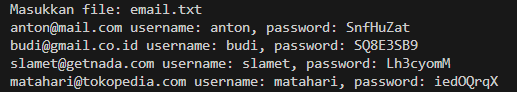 Masukkan file: email.txt
anton@mail.com username: anton, password: SnfHuZat
budi@gmail.co.id username: budi, password: SQ8E3SB9
slamet@getnada.com username: slamet, password: Lh3cyomM
matahari@tokopedia.com username: matahari, password: iedOQrqX